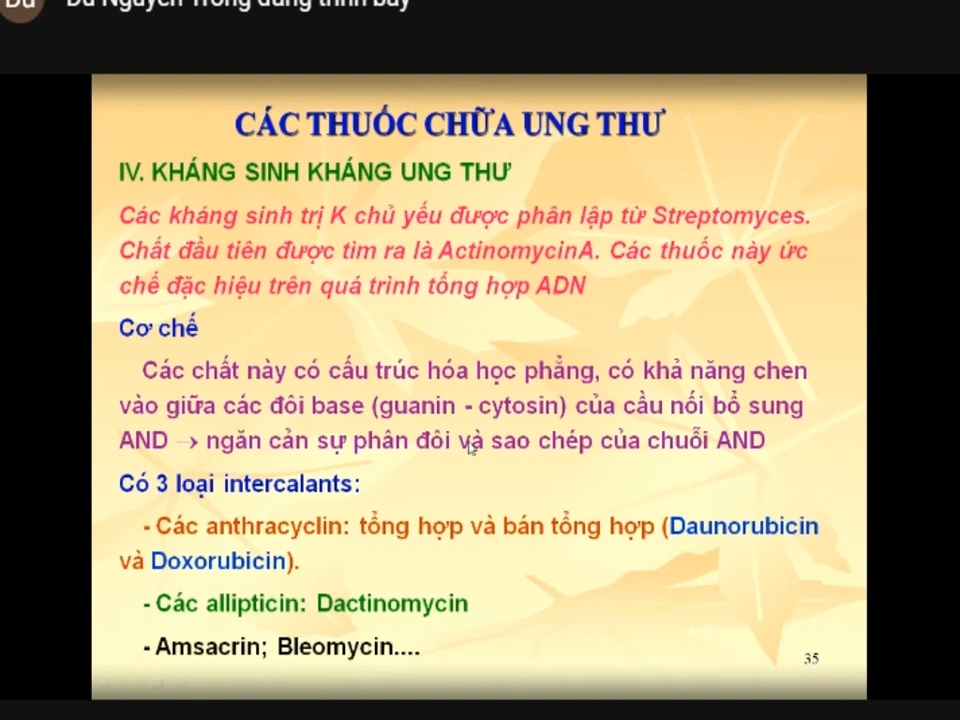 Du
Du Nguyen Trong đang trình bày
CÁC THUỐC CHỮA UNG THƯ
IV. KHÁNG SINH KHÁNG UNG THƯ
Các kháng sinh trị K chủ yếu được phân lập từ Streptomyces.
Chất đầu tiên được tìm ra là ActinomycinA. Các thuốc này ức
chế đặc hiệu trên quá trình tổng hợp ADN
Cơ chế
Các chất này có cấu trúc hóa học phẳng, có khả năng chen
vào giữa các đôi base (guanin - cytosin) của cầu nối bổ sung
AND → ngăn cản sự phân đôi và sao chép của chuỗi AND
Có 3 loại intercalants:
- Các anthracyclin: tổng hợp và bán tổng hợp (Daunorubicin
và Doxorubicin).
- Các allipticin: Dactinomycin
- Amsacrin; Bleomycin....
35